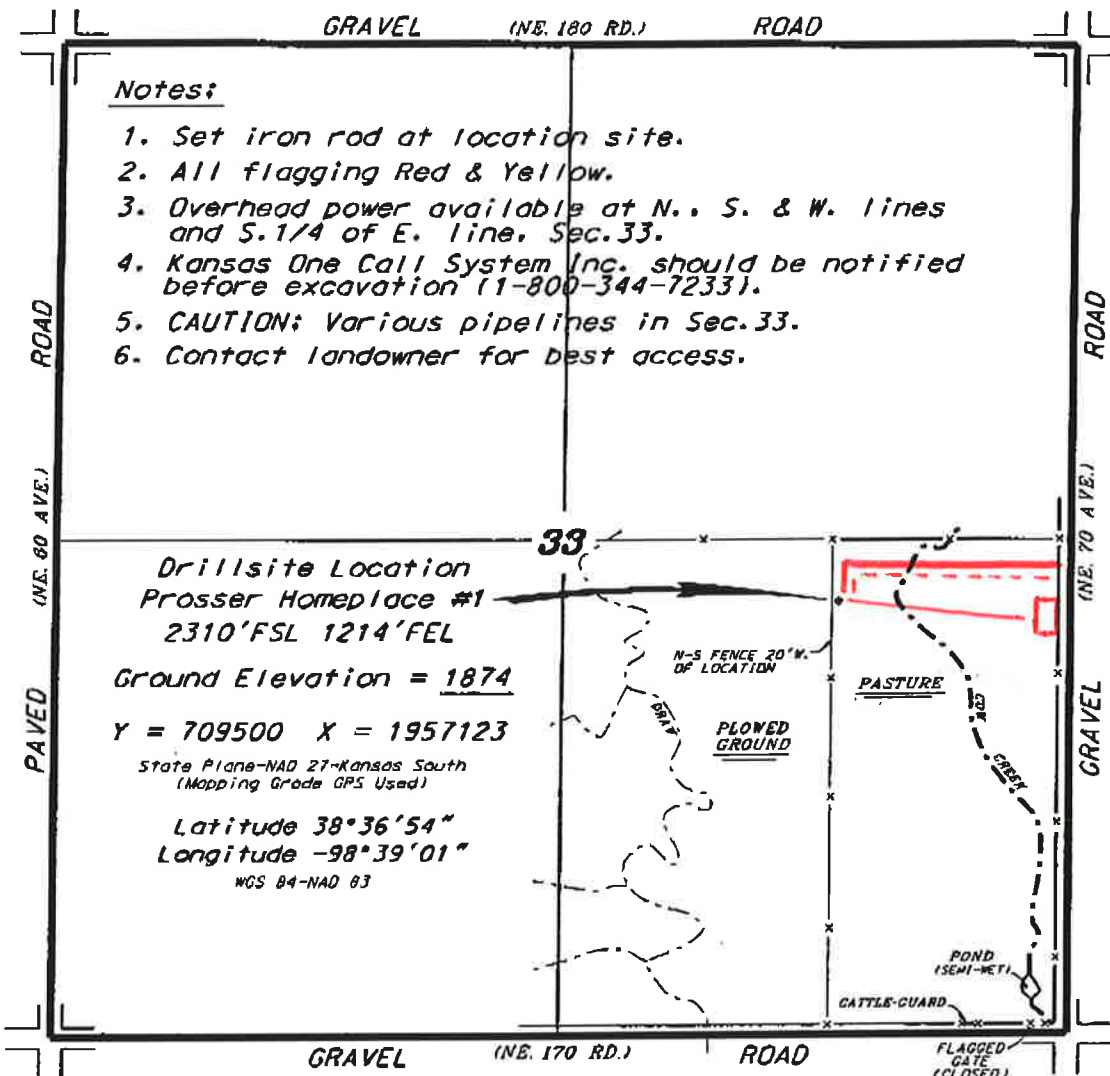 GRAVEL (NE. 180 RD.) ROAD
Notes:
1. Set iron rod at location site.
2. All flagging Red & Yellow.
3. Overhead power available at N., S. & W. lines
and S.1/4 of E. line, Sec.33.
4. Kansas One Call System Inc. should be notified
before excavation (1-800-344-7233).
5. CAUTION: Various pipelines in Sec.33.
6. Contact landowner for best access.
ROAD
(NE. 60 AVE.)
PAVED
ROAD
(NE. 70 AVE.)
GRAVEL
33
Drillsite Location
Prosser Homeplace #1
2310'FSL 1214'FEL
Ground Elevation = 1874
Y = 709500 X = 1957123
State Plane-NAD 27-Kansas South
(Mapping Grade GPS Used)
Latitude 38°36'54"
Longitude -98°39'01"
WGS 84-NAD 83
N-S FENCE 20'W.
OF LOCATION
PASTURE
PLOWED
GROUND
DRAW
COW
CREEK
POND
(SEMI-WET)
CATTLE-GUARD
GRAVEL (NE. 170 RD.) ROAD
FLAGGED
GATE
(CLOSED)